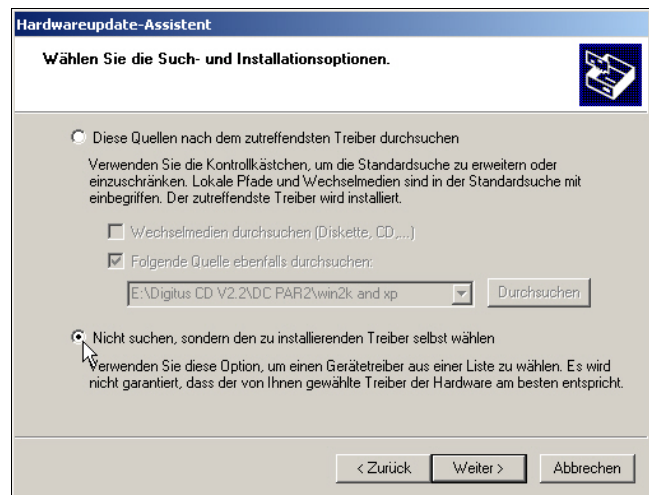 Hardwareupdate-Assistent
Wählen Sie die Such- und Installationsoptionen.
Diese Quellen nach dem zutreffendsten Treiber durchsuchen
Verwenden Sie die Kontrollkästchen, um die Standardsuche zu erweitern oder
einzuschränken. Lokale Pfade und Wechselmedien sind in der Standardsuche mit
einbegriffen. Der zutreffendste Treiber wird installiert.
Wechselmedien durchsuchen (Diskette, CD,...)
Folgende Quelle ebenfalls durchsuchen:
E:\Digitus CD V2.2\DC PAR2\win2k and xp Durchsuchen
Nicht suchen, sondern den zu installierenden Treiber selbst wählen
Verwenden Sie diese Option, um einen Gerätetreiber aus einer Liste zu wählen. Es wird
nicht garantiert, dass der von Ihnen gewählte Treiber der Hardware am besten entspricht.
< Zurück Weiter > Abbrechen